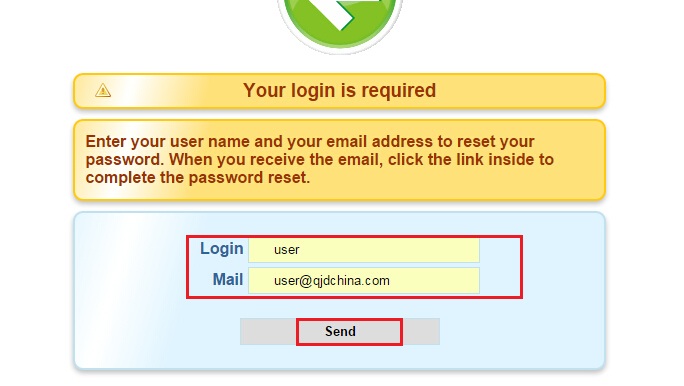 Your login is required
Enter your user name and your email address to reset your
password. When you receive the email, click the link inside to
complete the password reset.
Login user
Mail user@qjdchina.com
Send